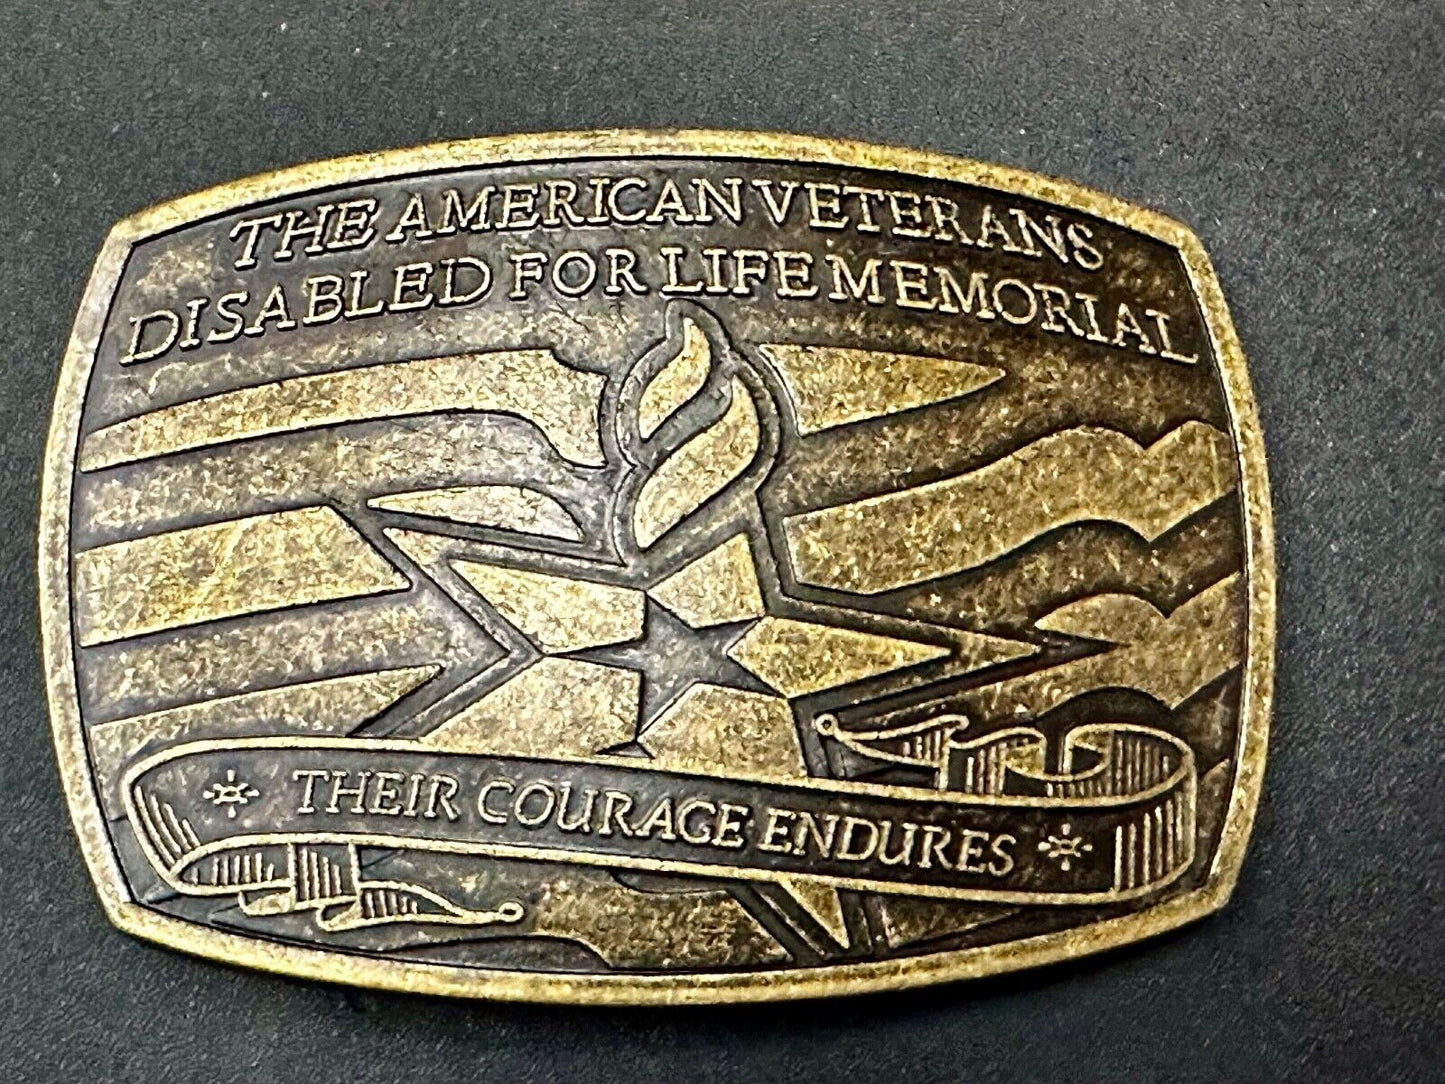 THE AMERICAN VETERANS
DISABLED FOR LIFE MEMORIAL
THEIR COURAGE ENDURES